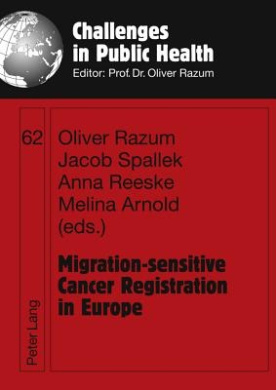 Challenges
in Public Health
Editor: Prof. Dr. Oliver Razum
62
Oliver Razum
Jacob Spallek
Anna Reeske
Melina Arnold
(eds.)
Migration-sensitive
Cancer Registration
in Europe
Peter Lang